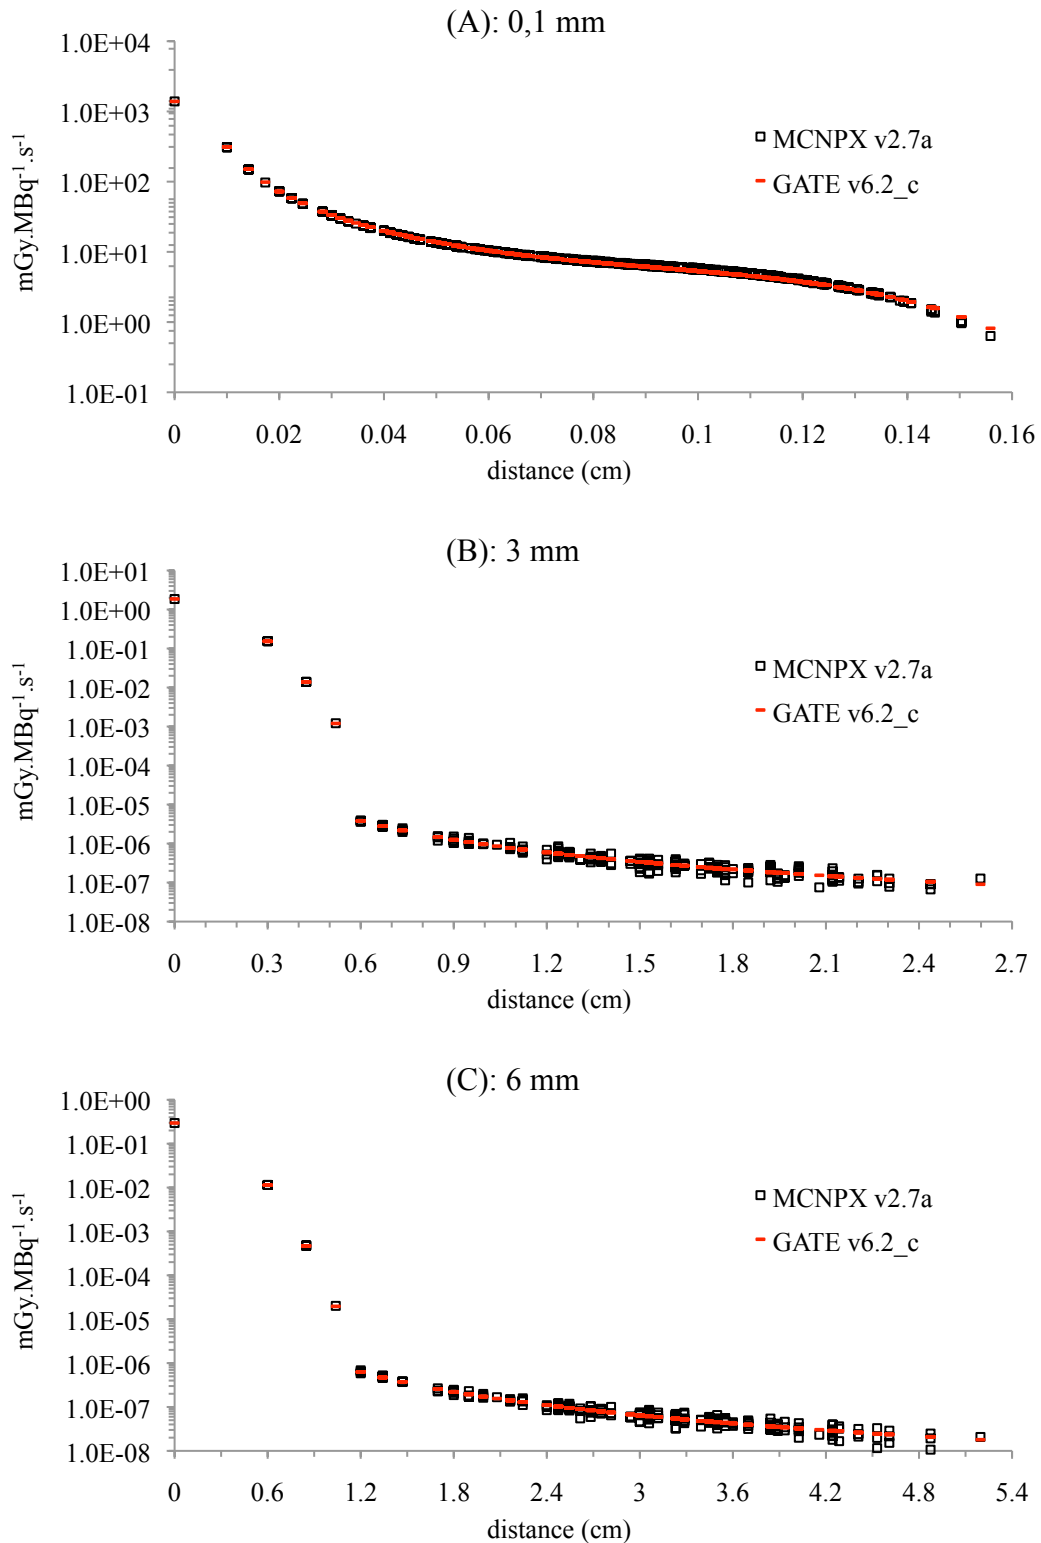 (A): 0,1 mm
1.0E+04
1.0E+03
1.0E+02
1.0E+01
1.0E+00
1.0E-01
mGy.MBq⁻¹.s⁻¹
MCNPX v2.7a
GATE v6.2_c
0 0.02 0.04 0.06 0.08 0.1 0.12 0.14 0.16
distance (cm)
(B): 3 mm
1.0E+01
1.0E+00
1.0E-01
1.0E-02
1.0E-03
1.0E-04
1.0E-05
1.0E-06
1.0E-07
1.0E-08
mGy.MBq⁻¹.s⁻¹
MCNPX v2.7a
GATE v6.2_c
0 0.3 0.6 0.9 1.2 1.5 1.8 2.1 2.4 2.7
distance (cm)
(C): 6 mm
1.0E+00
1.0E-01
1.0E-02
1.0E-03
1.0E-04
1.0E-05
1.0E-06
1.0E-07
1.0E-08
mGy.MBq⁻¹.s⁻¹
MCNPX v2.7a
GATE v6.2_c
0 0.6 1.2 1.8 2.4 3 3.6 4.2 4.8 5.4
distance (cm)